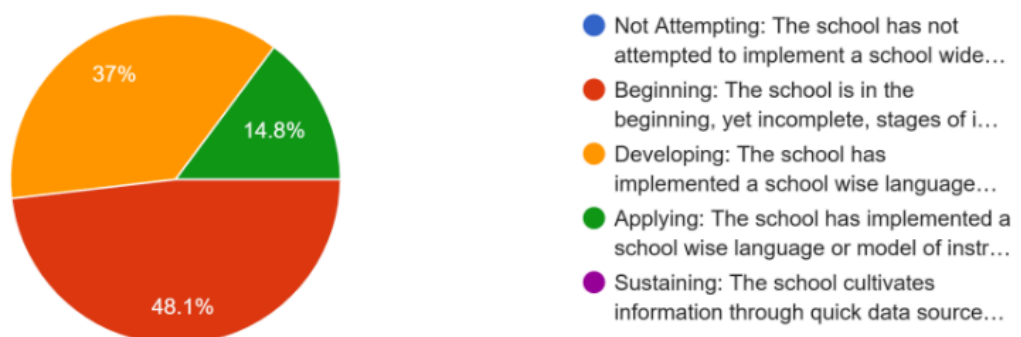 37%
14.8%
48.1%
Not Attempting: The school has not
attempted to implement a school wide…
Beginning: The school is in the
beginning, yet incomplete, stages of i…
Developing: The school has
implemented a school wise language…
Applying: The school has implemented a
school wise language or model of instr…
Sustaining: The school cultivates
information through quick data source…